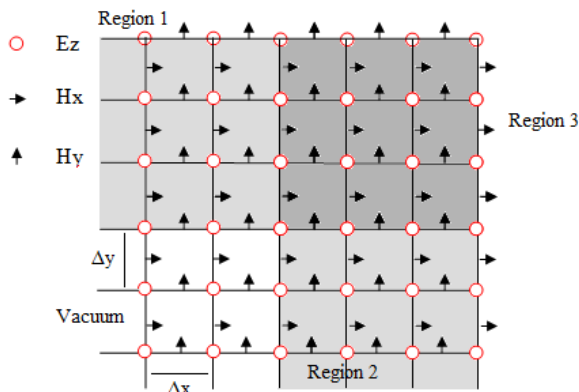 Region 1
Ez
Hx
Region 3
Hy
Δy
Vacuum
Region 2
Δx